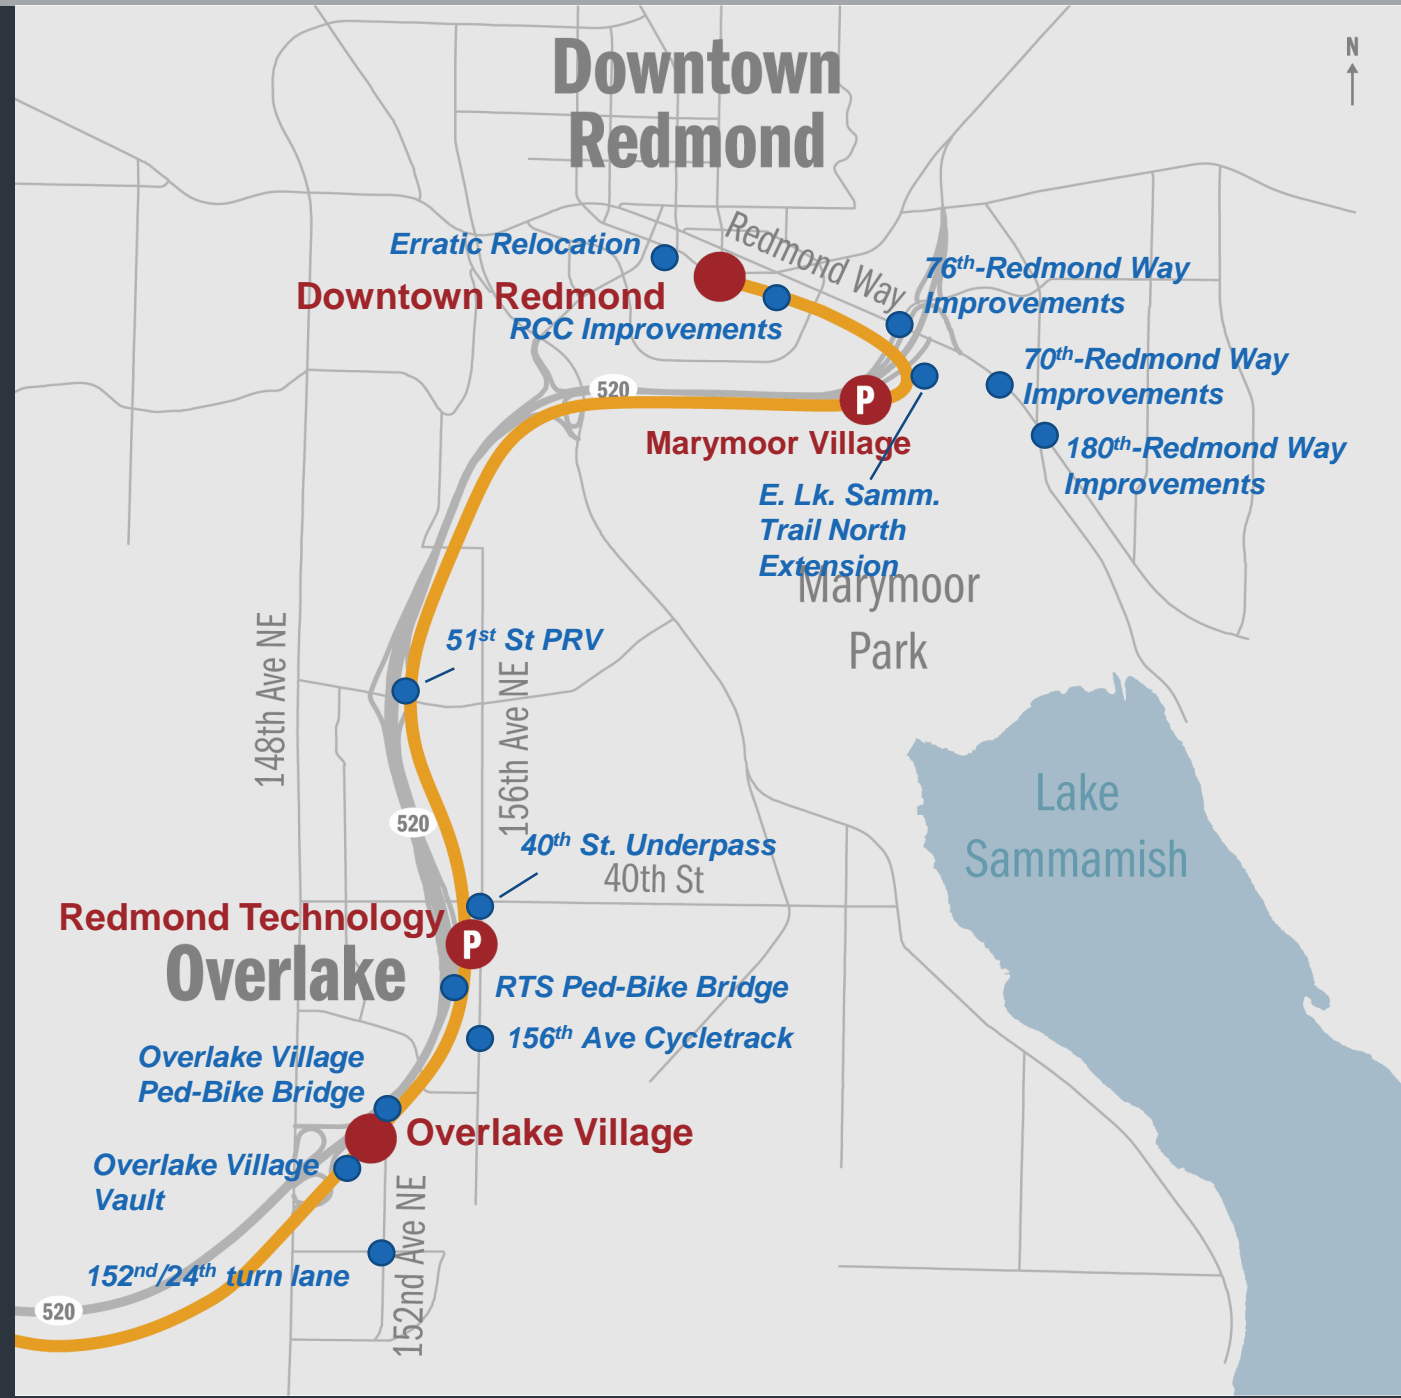 Downtown
Redmond
N
Redmond Way
Erratic Relocation
Downtown Redmond
RCC Improvements
76th-Redmond Way
Improvements
70th-Redmond Way
Improvements
520
P
Marymoor Village
180th-Redmond Way
Improvements
E. Lk. Samm.
Trail North
Extension
Marymoor
Park
148th Ave NE
51st St PRV
156th Ave NE
Lake
Sammamish
520
40th St. Underpass
40th St
Redmond Technology
P
Overlake
RTS Ped-Bike Bridge
156th Ave Cycletrack
Overlake Village
Ped-Bike Bridge
Overlake Village
Overlake Village
Vault
152nd Ave NE
152nd/24th turn lane
520